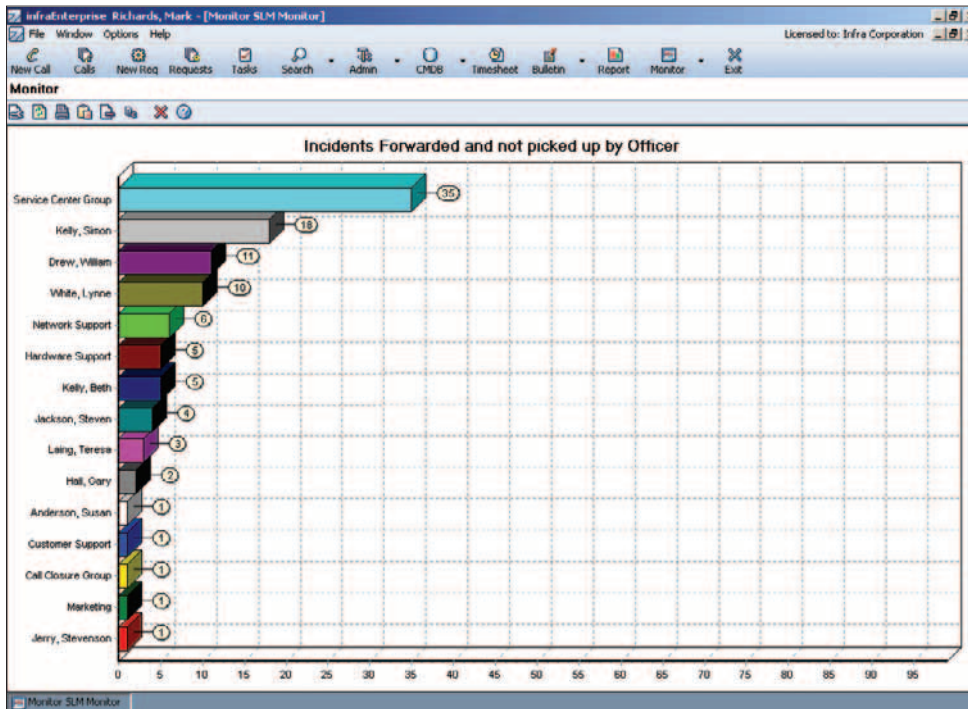 infraEnterprise Richards, Mark - [Monitor SLM Monitor]
File Window Options Help Licensed to: Infra Corporation
New Call Calls New Req Requests Tasks Search Admin CMDB Timesheet Bulletin Report Monitor Exit
Monitor
Incidents Forwarded and not picked up by Officer
Service Center Group 35
Kelly, Simon 18
Drew, William 11
White, Lynne 10
Network Support 6
Hardware Support 5
Kelly, Beth 5
Jackson, Steven 4
Laing, Teresa 3
Hall, Gary 2
Anderson, Susan 1
Customer Support 1
Call Closure Group 1
Marketing 1
Jerry, Stevenson 1
0 5 10 15 20 25 30 35 40 45 50 55 60 65 70 75 80 85 90 95
Monitor SLM Monitor